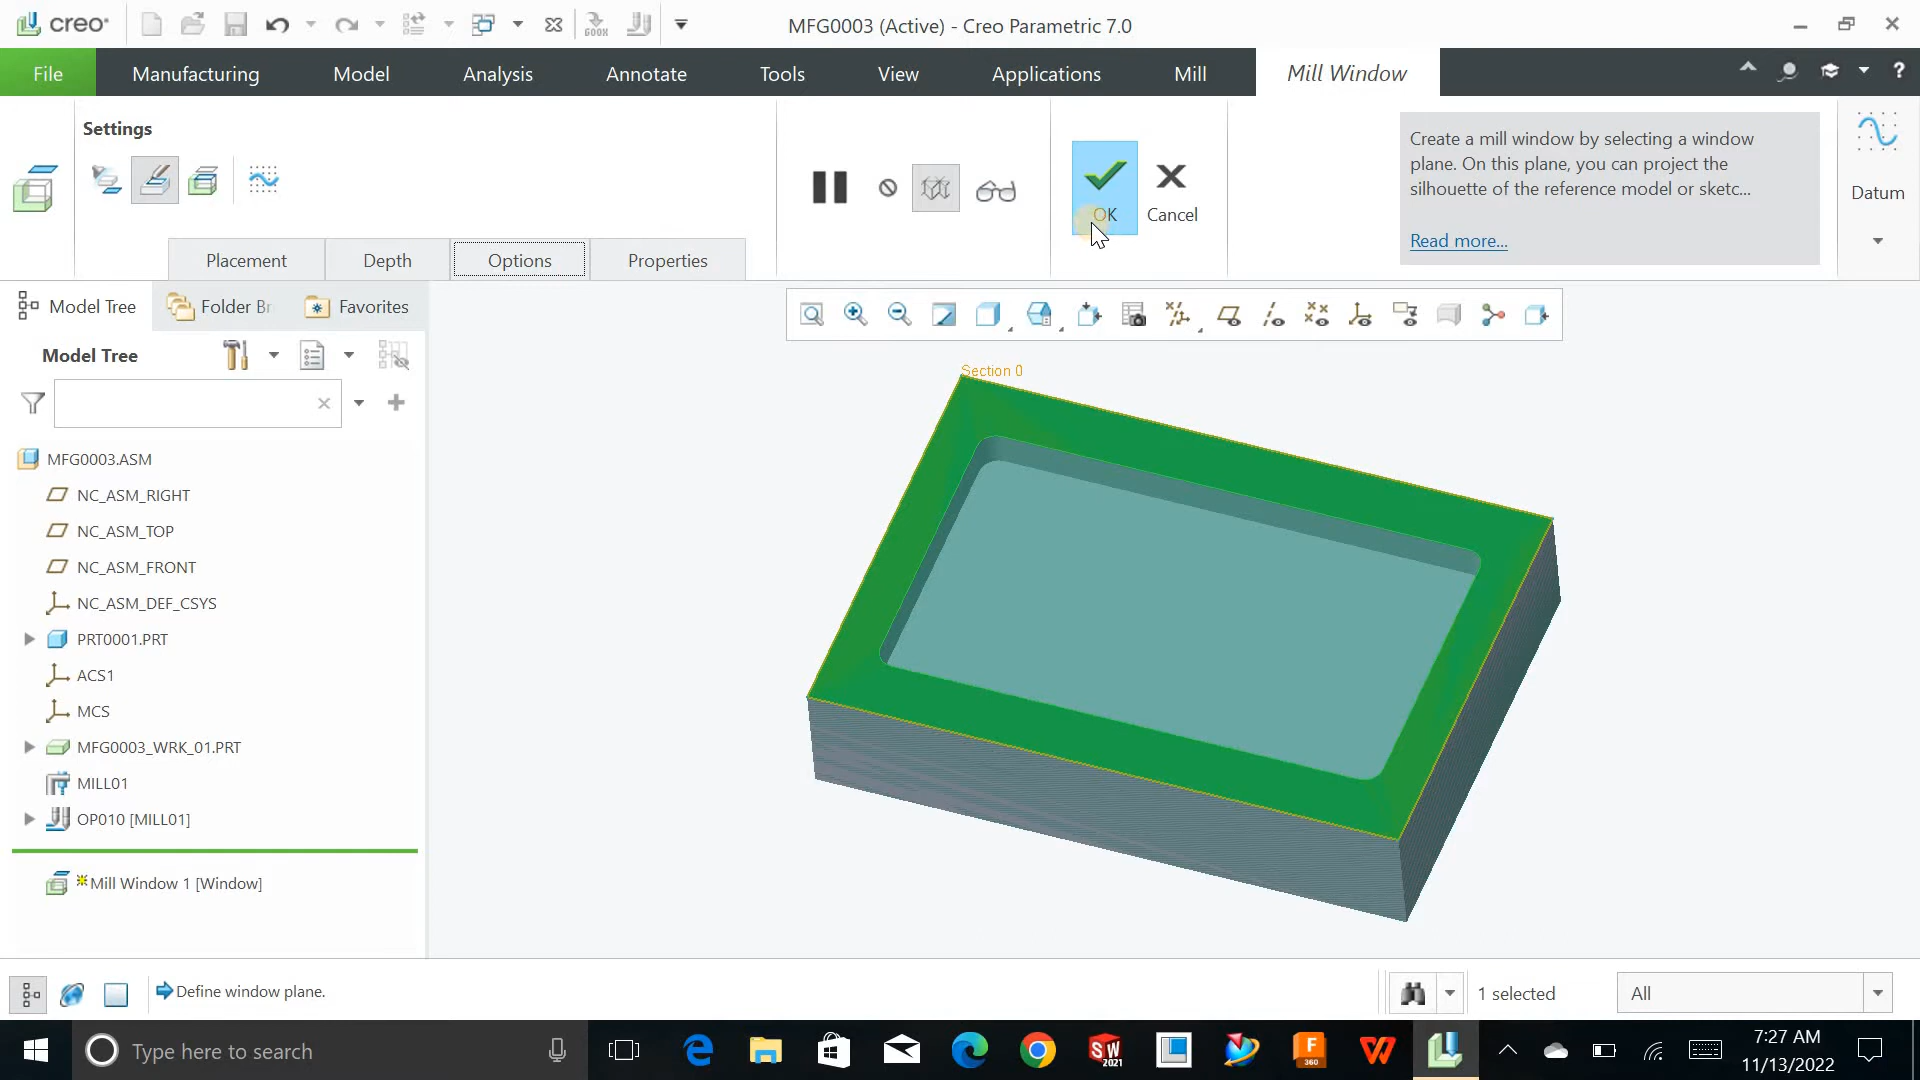 creo
MFG0003 (Active) - Creo Parametric 7.0
File
Manufacturing
Model
Analysis
Annotate
Tools
View
Applications
Mill
Mill Window
Settings
OK
Cancel
Create a mill window by selecting a window
plane. On this plane, you can project the
silhouette of the reference model or sketc...
Read more...
Datum
Placement
Depth
Options
Properties
Model Tree
Folder Br
Favorites
Model Tree
Section 0
MFG0003.ASM
NC_ASM_RIGHT
NC_ASM_TOP
NC_ASM_FRONT
NC_ASM_DEF_CSYS
PRT0001.PRT
ACS1
MCS
MFG0003_WRK_01.PRT
MILL01
OP010 [MILL01]
Mill Window 1 [Window]
Define window plane.
1 selected
All
Type here to search
7:27 AM
11/13/2022